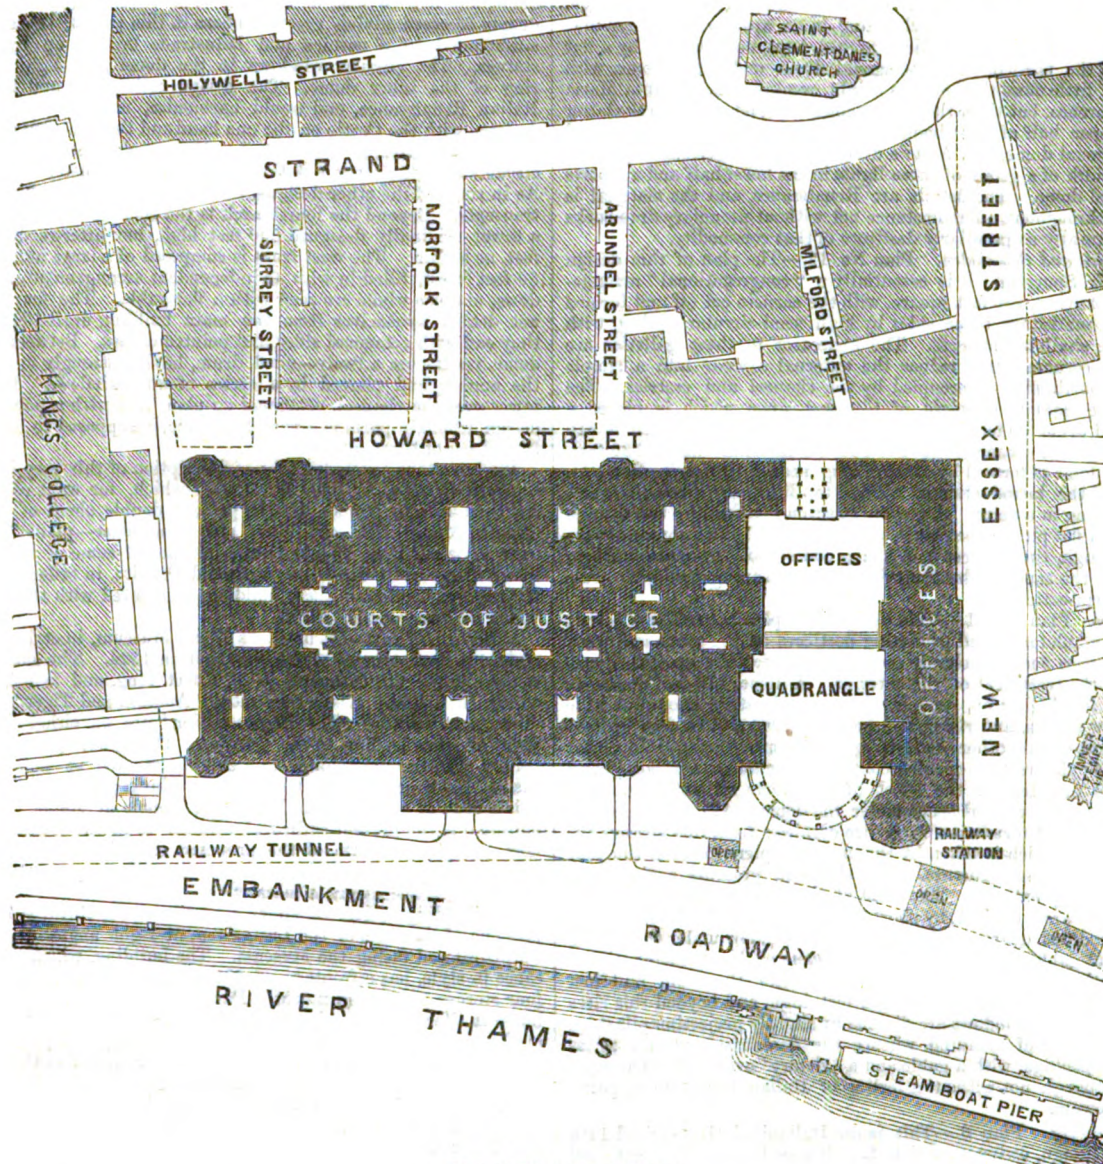 SAINT
CLEMENT DANES
CHURCH
HOLYWELL STREET
STRAND
SURREY STREET
NORFOLK STREET
ARUNDEL STREET
MILFORD STREET
NEW ESSEX STREET
KINGS COLLEGE
HOWARD STREET
COURTS OF JUSTICE
OFFICES
QUADRANGLE
OFFICES
RAILWAY TUNNEL
OPEN
RAILWAY
STATION
OPEN
OPEN
EMBANKMENT ROADWAY
RIVER THAMES
STEAM BOAT PIER